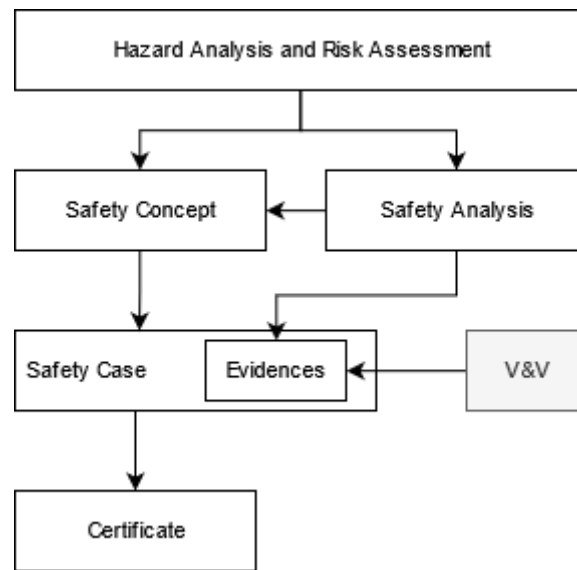 Hazard Analysis and Risk Assessment
Safety Concept
Safety Analysis
Safety Case
Evidences
V&V
Certificate